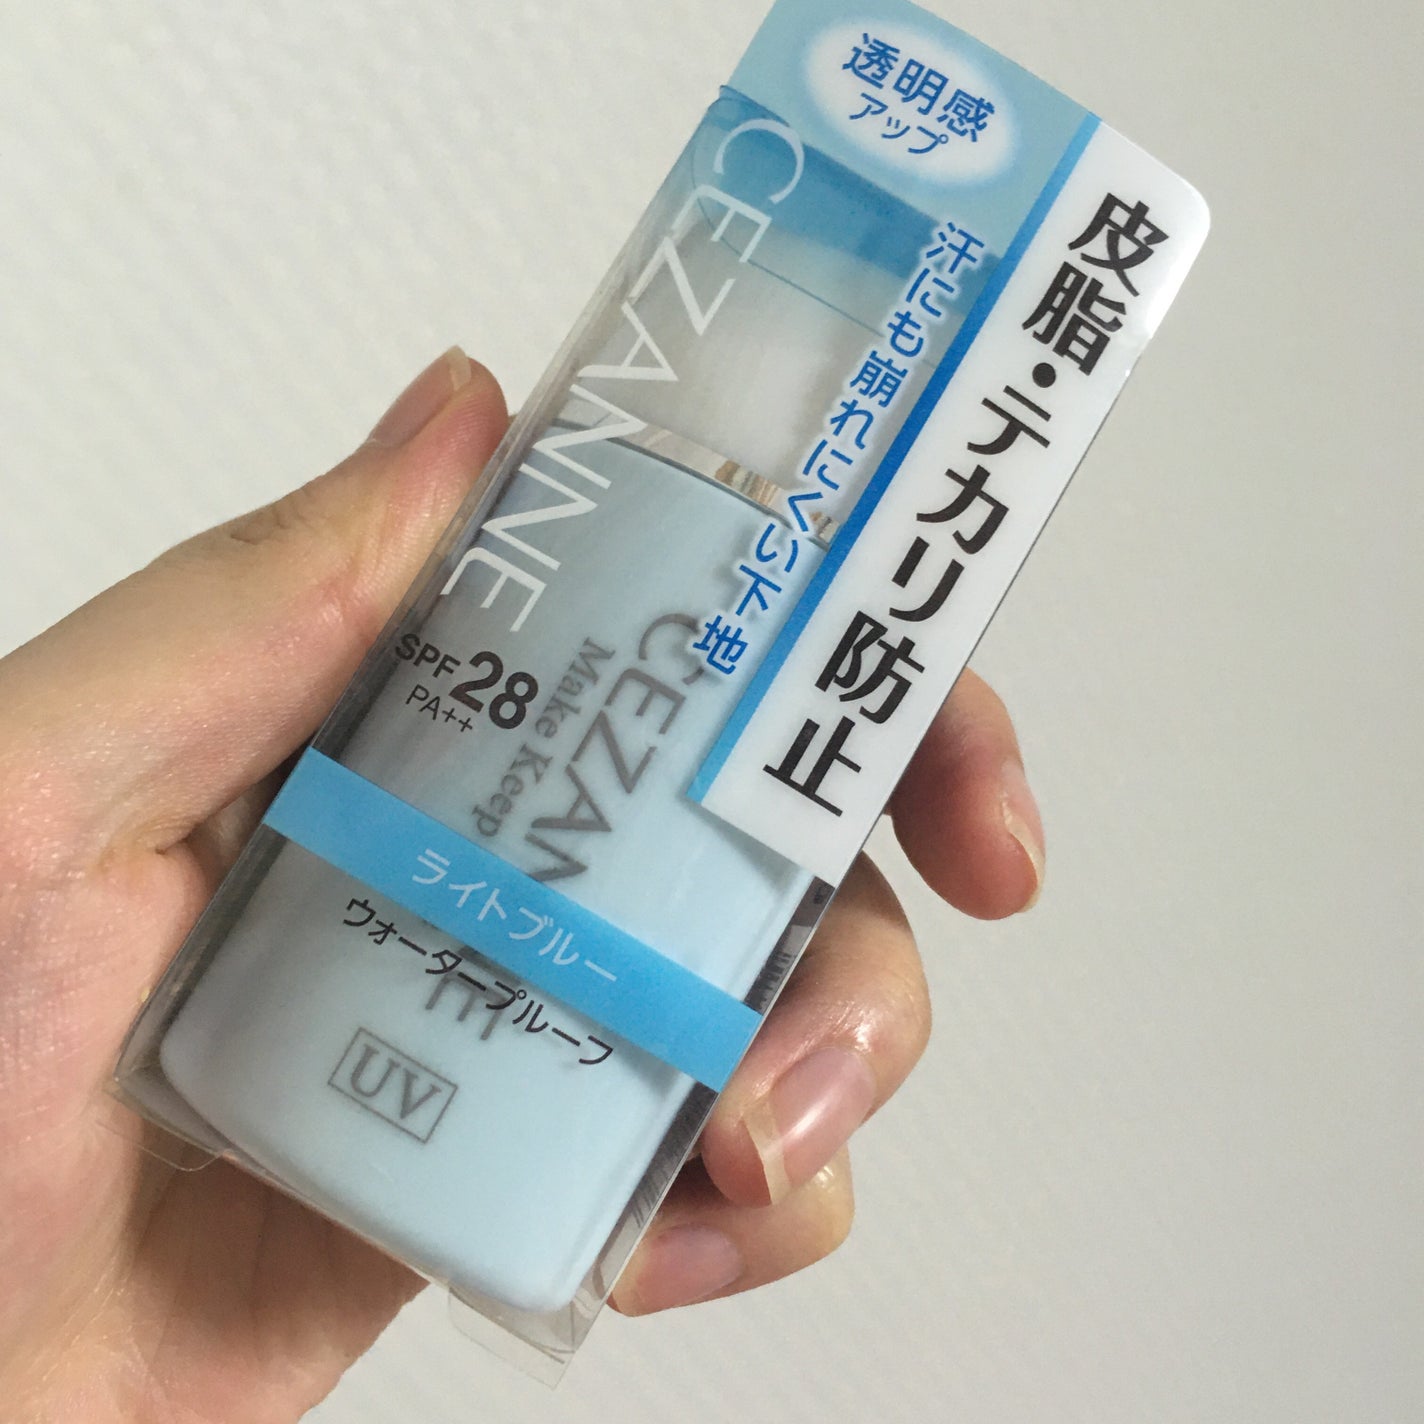 透明感
アップ
皮脂・テカリ防止
汗にも崩れにくい下地
CEZANNE
SPF28
PA++
CEZANNE
Make Keep
ライトブルー
ウォータープルーフ
UV